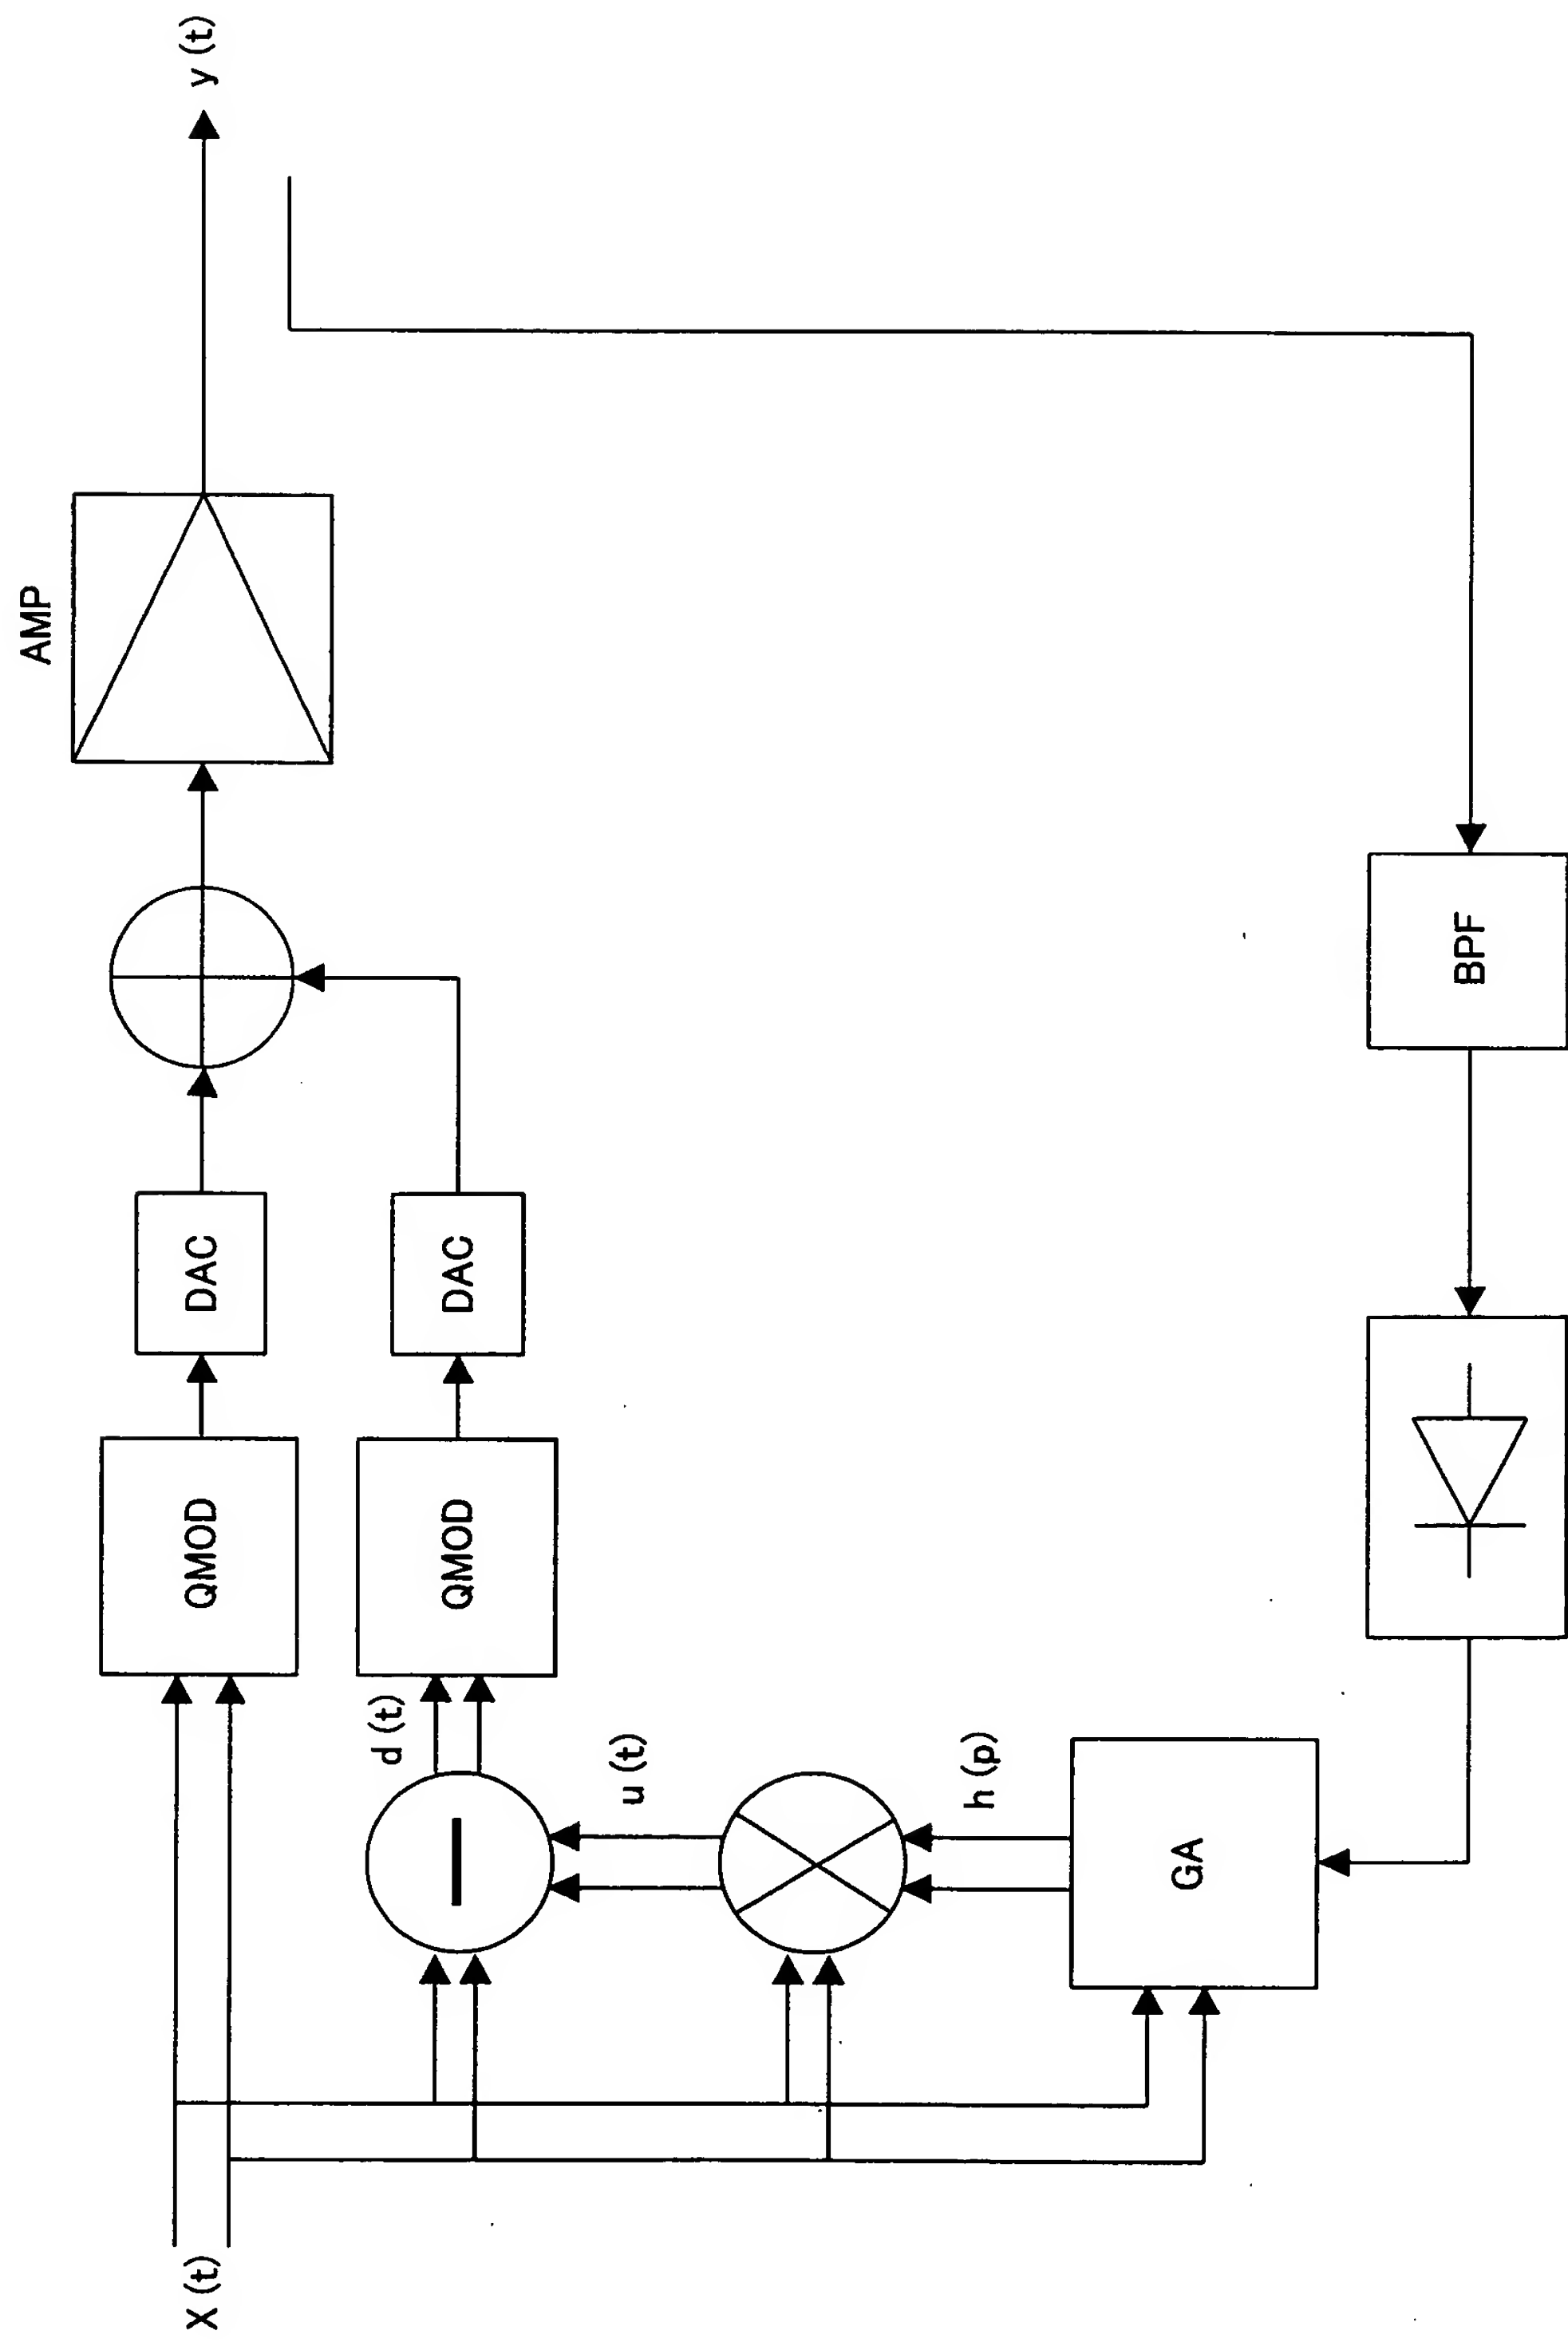 AMP
y (t)
QMOD
DAC
d (t)
QMOD
DAC
u (t)
h (p)
X (t)
GA
BPF